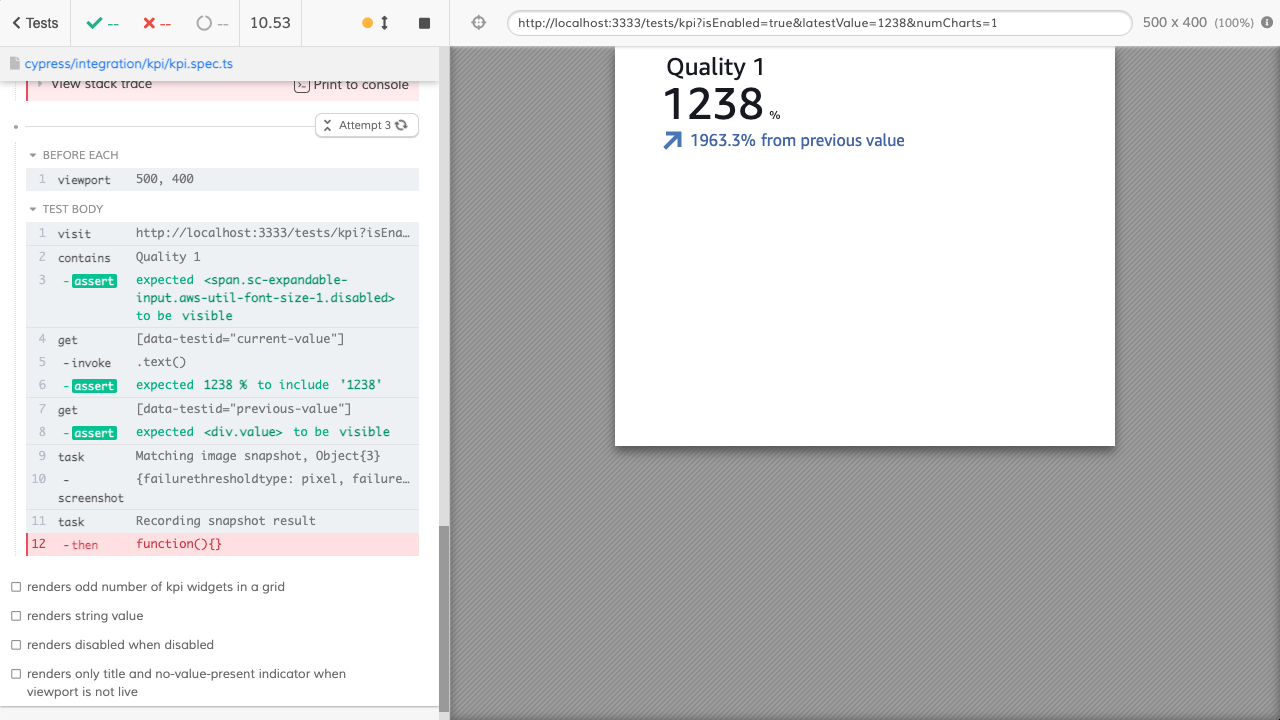 Tests
--
--
--
10.53
http://localhost:3333/tests/kpi?isEnabled=true&latestValue=1238&numCharts=1
500 x 400 (100%)
cypress/integration/kpi/kpi.spec.ts
View stack trace
Print to console
Attempt 3
BEFORE EACH
1 viewport 500, 400
TEST BODY
1 visit http://localhost:3333/tests/kpi?isEna…
2 contains Quality 1
3 -assert expected <span.sc-expandable-
input.aws-util-font-size-1.disabled>
to be visible
4 get [data-testid="current-value"]
5 -invoke .text()
6 -assert expected 1238 % to include '1238'
7 get [data-testid="previous-value"]
8 -assert expected <div.value> to be visible
9 task Matching image snapshot, Object{3}
10 - {failurethresholdtype: pixel, failure…
screenshot
11 task Recording snapshot result
12 -then function(){}
renders odd number of kpi widgets in a grid
renders string value
renders disabled when disabled
renders only title and no-value-present indicator when
viewport is not live
Quality 1
1238 %
1963.3% from previous value